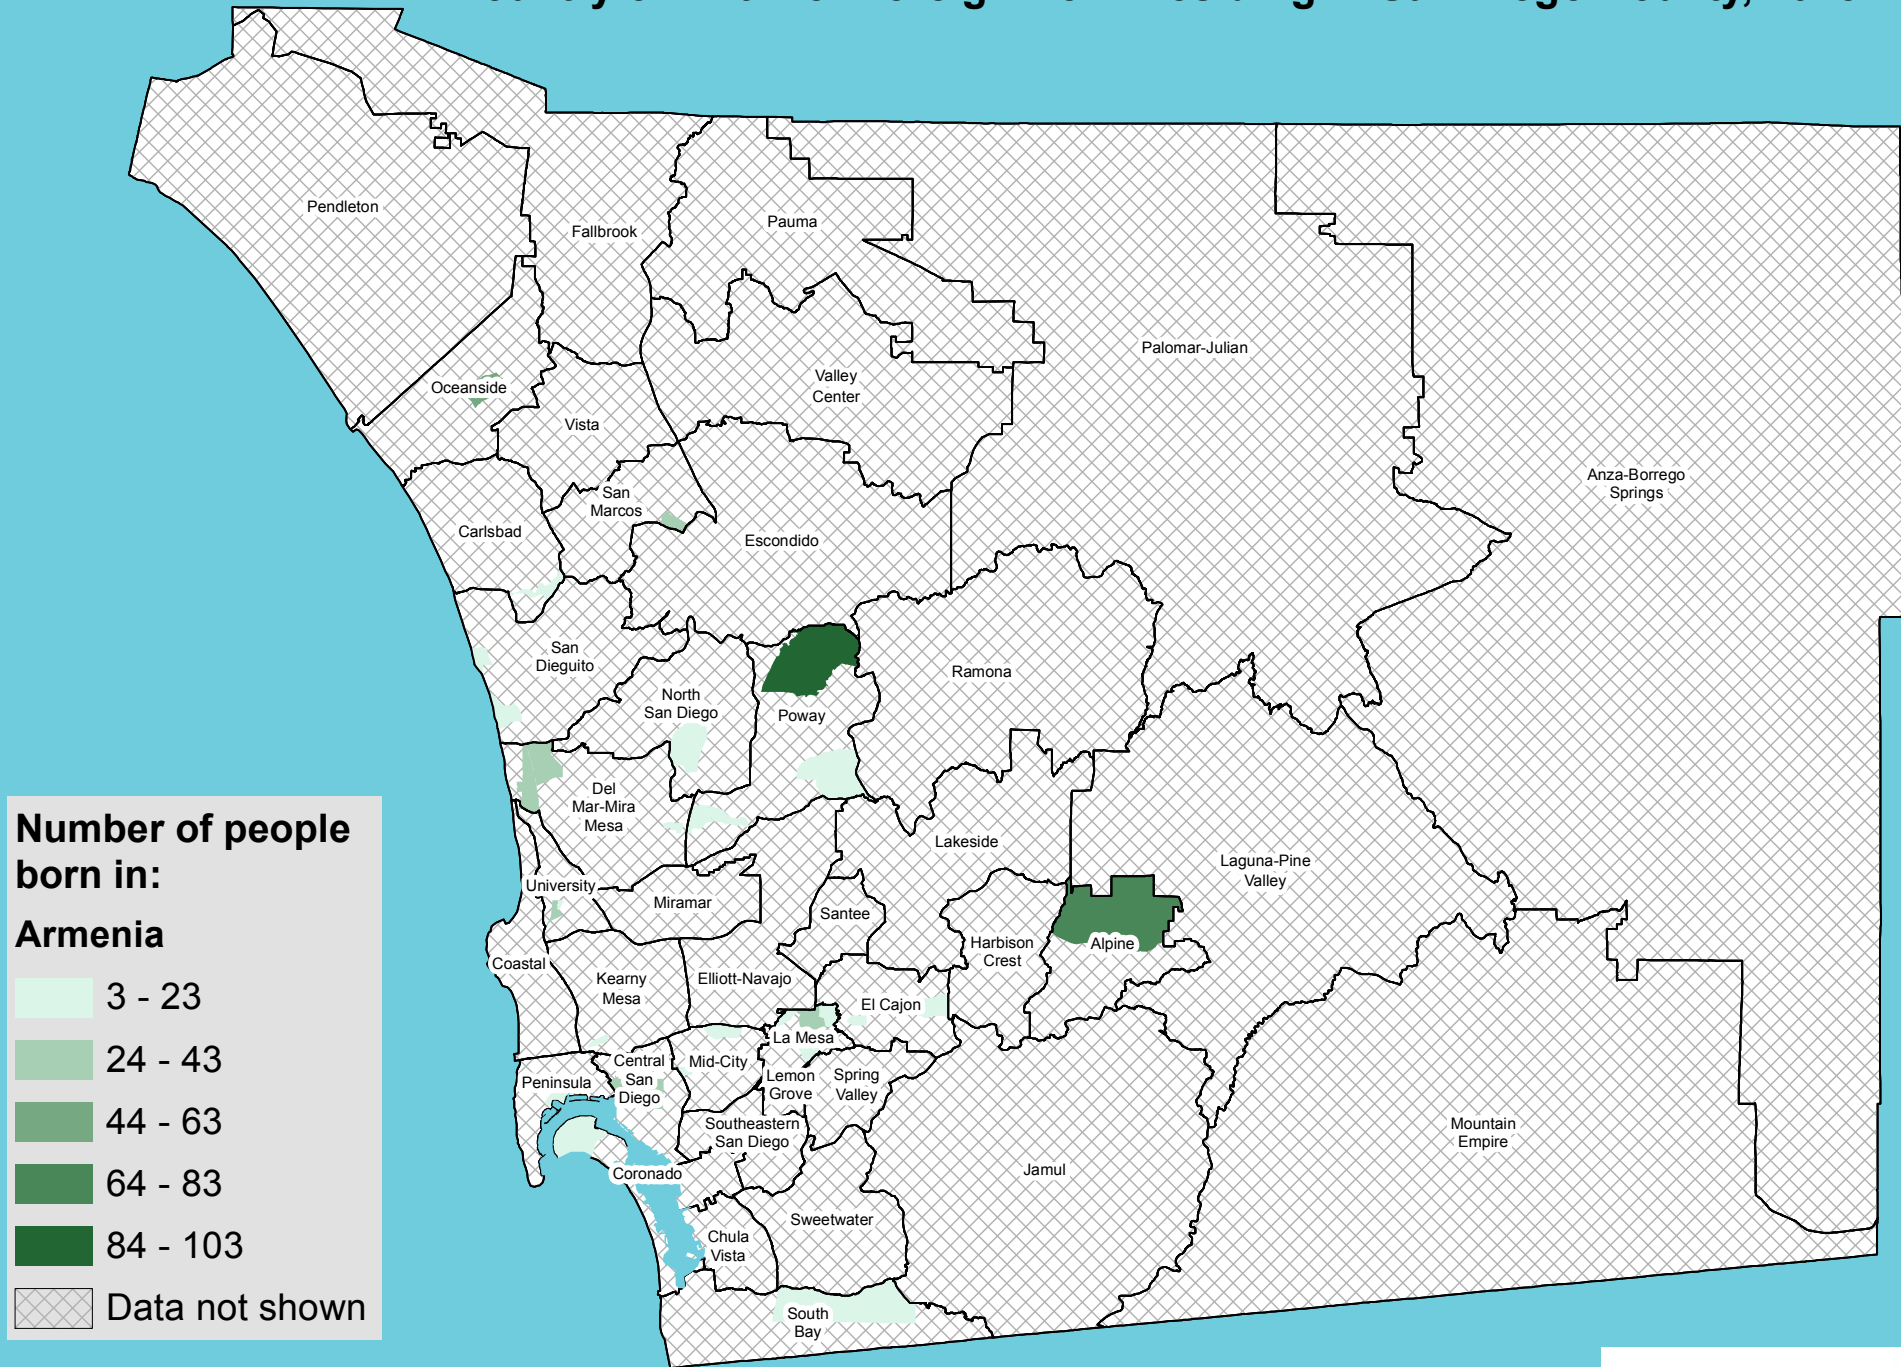 Pendleton
Fallbrook
Pauma
Palomar-Julian
Oceanside
Valley
Center
Vista
Anza-Borrego
Springs
San
Marcos
Carlsbad
Escondido
San
Dieguito
Ramona
North
San Diego
Poway
Del
Mar-Mira
Mesa
Lakeside
Laguna-Pine
Valley
University
Miramar
Santee
Harbison
Crest
Alpine
Coastal
Kearny
Mesa
Elliott-Navajo
El Cajon
La Mesa
Central
San
Diego
Mid-City
Peninsula
Lemon
Grove
Spring
Valley
Southeastern
San Diego
Mountain
Empire
Coronado
Jamul
Sweetwater
Chula
Vista
South
Bay
Number of people
born in:
Armenia
3 - 23
24 - 43
44 - 63
64 - 83
84 - 103
Data not shown